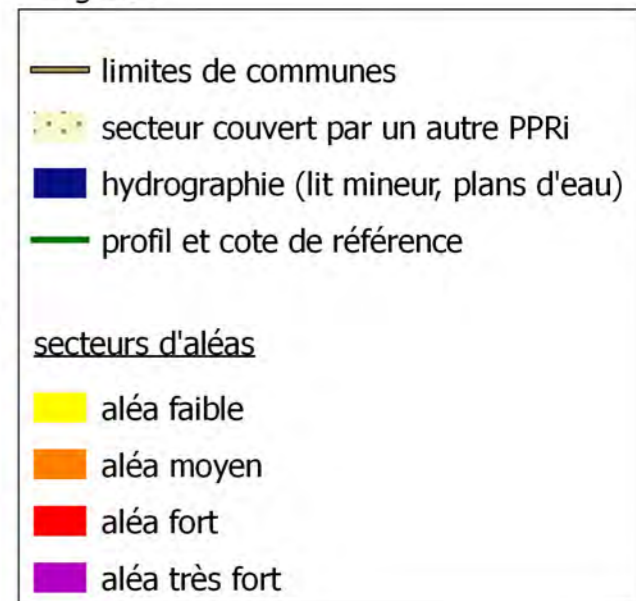 limites de communes
secteur couvert par un autre PPRi
hydrographie (lit mineur, plans d'eau)
profil et cote de référence
secteurs d'aléas
aléa faible
aléa moyen
aléa fort
aléa très fort